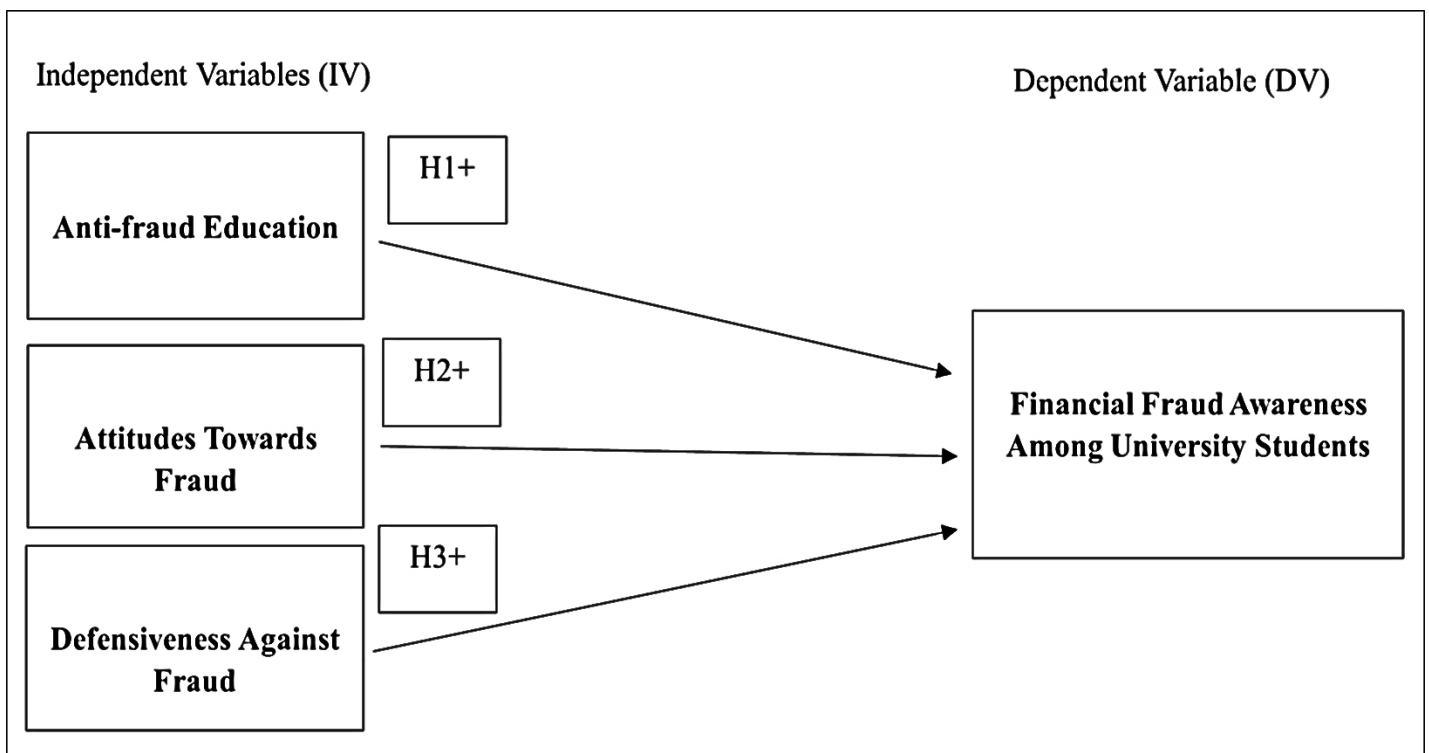 Independent Variables (IV)
Dependent Variable (DV)
Anti-fraud Education
H1+
Attitudes Towards
Fraud
H2+
Defensiveness Against
Fraud
H3+
Financial Fraud Awareness
Among University Students